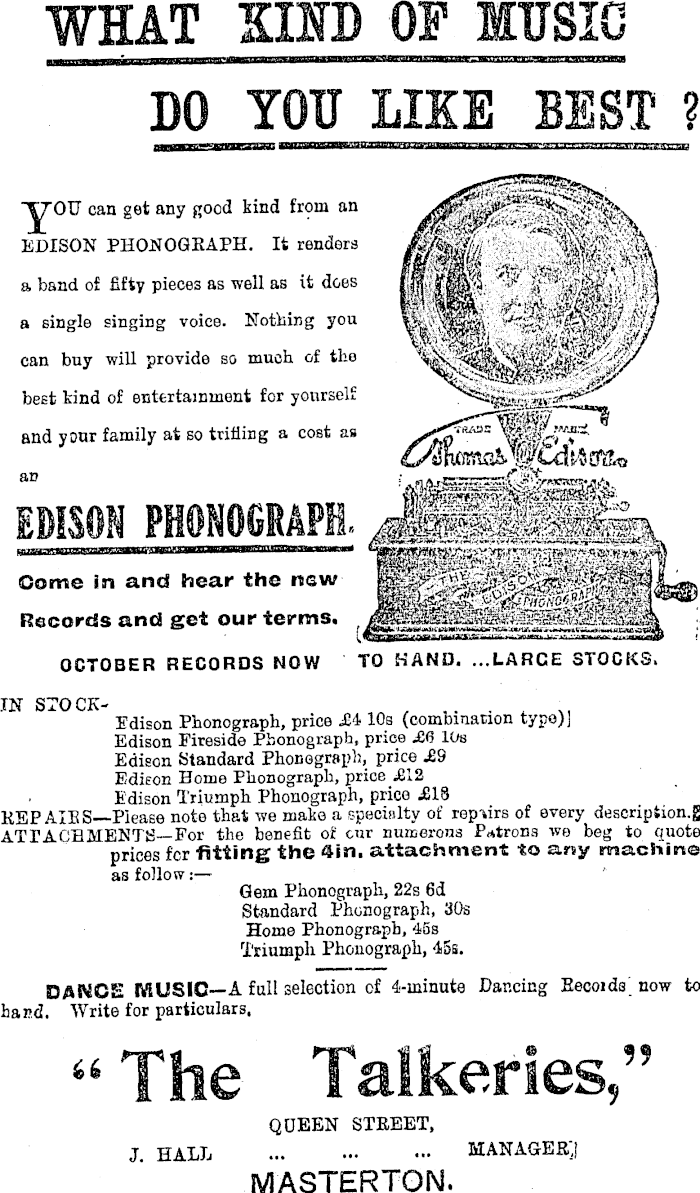 WHAT KIND OF MUSIC
DO YOU LIKE BEST ?
YOU can get any good kind from an
EDISON PHONOGRAPH. It renders
a band of fifty pieces as well as it does
a single singing voice. Nothing you
can buy will provide so much of the
best kind of entertainment for yourself
and your family at so trifling a cost as
an
EDISON PHONOGRAPH.
Come in and hear the new
Records and get our terms.
TRADE MARK
Thomas A Edison.
THE
EDISON
PHONOGRAPH
OCTOBER RECORDS NOW TO HAND. ...LARGE STOCKS.
IN STOCK-
Edison Phonograph, price £4 10s (combination type)]
Edison Fireside Phonograph, price £6 10s
Edison Standard Phonograph, price £9
Edison Home Phonograph, price £12
Edison Triumph Phonograph, price £18
REPAIRS—Please note that we make a specialty of repairs of every description.
ATTACHMENTS—For the benefit of our numerous Patrons we beg to quote
prices for fitting the 4in. attachment to any machine
as follow :—
Gem Phonograph, 22s 6d
Standard Phonograph, 30s
Home Phonograph, 45s
Triumph Phonograph, 45s.
DANCE MUSIC—A full selection of 4-minute Dancing Records now to
hand. Write for particulars.
"The Talkeries,"
QUEEN STREET,
J. HALL ... ... ... MANAGER]
MASTERTON.